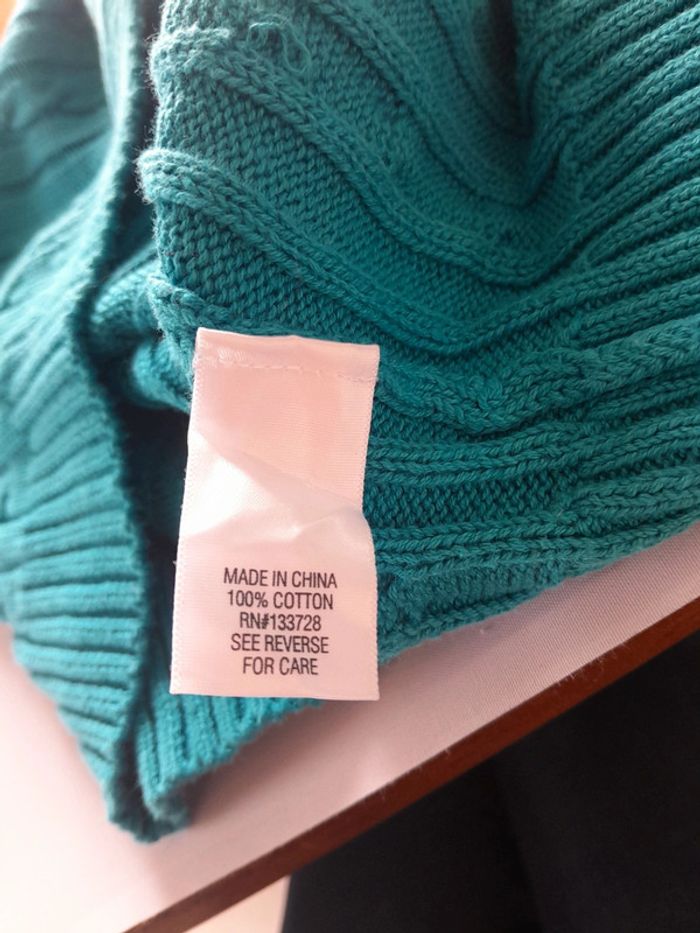 MADE IN CHINA
100% COTTON
RN#133728
SEE REVERSE
FOR CARE